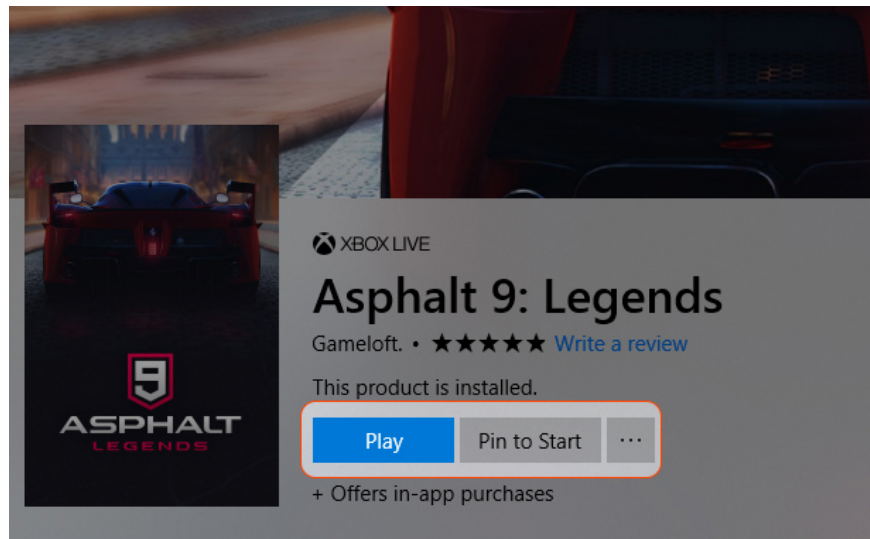 9
ASPHALT
LEGENDS
XBOX LIVE
Asphalt 9: Legends
Gameloft. • ★★★★★ Write a review
This product is installed.
Play Pin to Start ···
+ Offers in-app purchases